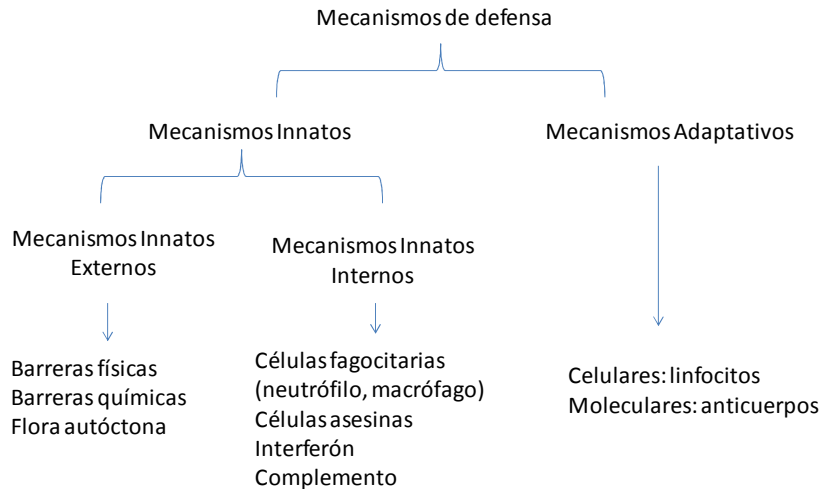 Mecanismos de defensa
Mecanismos Innatos
Mecanismos Adaptativos
Mecanismos Innatos
Externos
Mecanismos Innatos
Internos
Barreras físicas
Barreras químicas
Flora autóctona
Células fagocitarias
(neutrófilo, macrófago)
Células asesinas
Interferón
Complemento
Celulares: linfocitos
Moleculares: anticuerpos